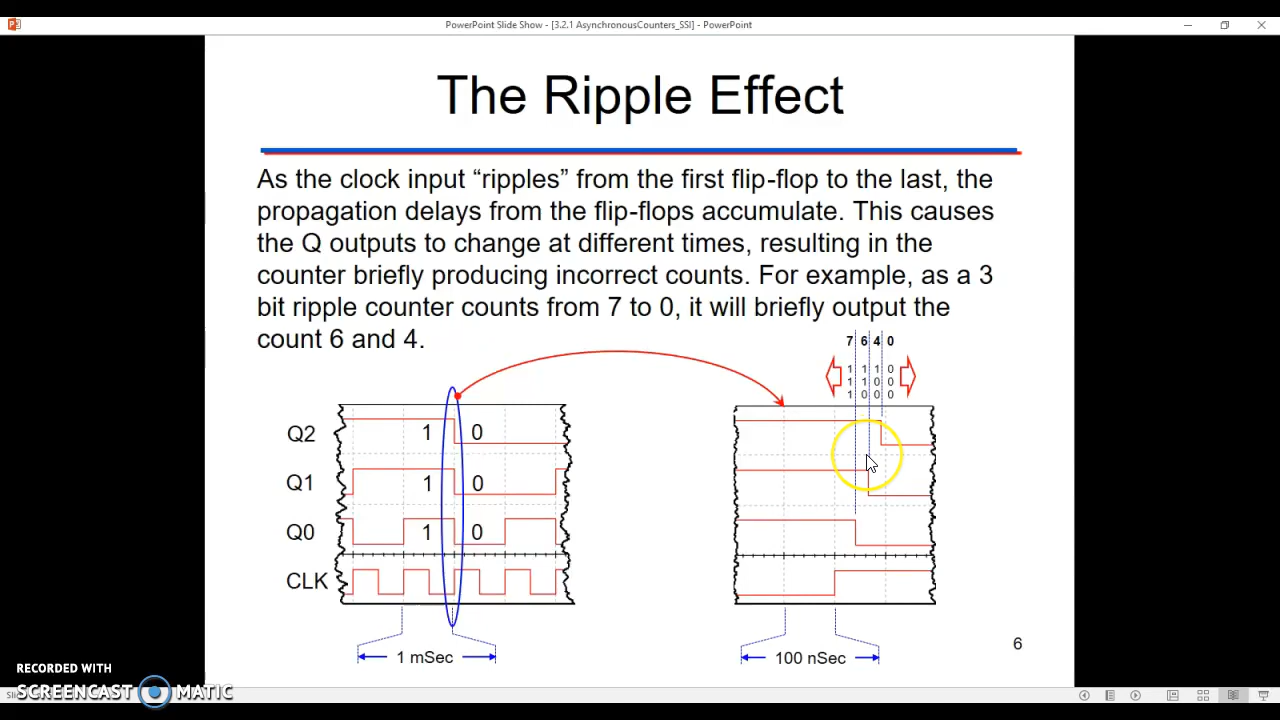 PowerPoint Slide Show - [3.2.1 AsynchronousCounters_SSI] - PowerPoint
The Ripple Effect
As the clock input “ripples” from the first flip-flop to the last, the
propagation delays from the flip-flops accumulate. This causes
the Q outputs to change at different times, resulting in the
counter briefly producing incorrect counts. For example, as a 3
bit ripple counter counts from 7 to 0, it will briefly output the
count 6 and 4.
7 6 4 0
1 1 1 0
1 1 0 0
1 0 0 0
Q2 1 0
Q1 1 0
Q0 1 0
CLK
1 mSec
100 nSec
6
RECORDED WITH
SCREENCAST MATIC